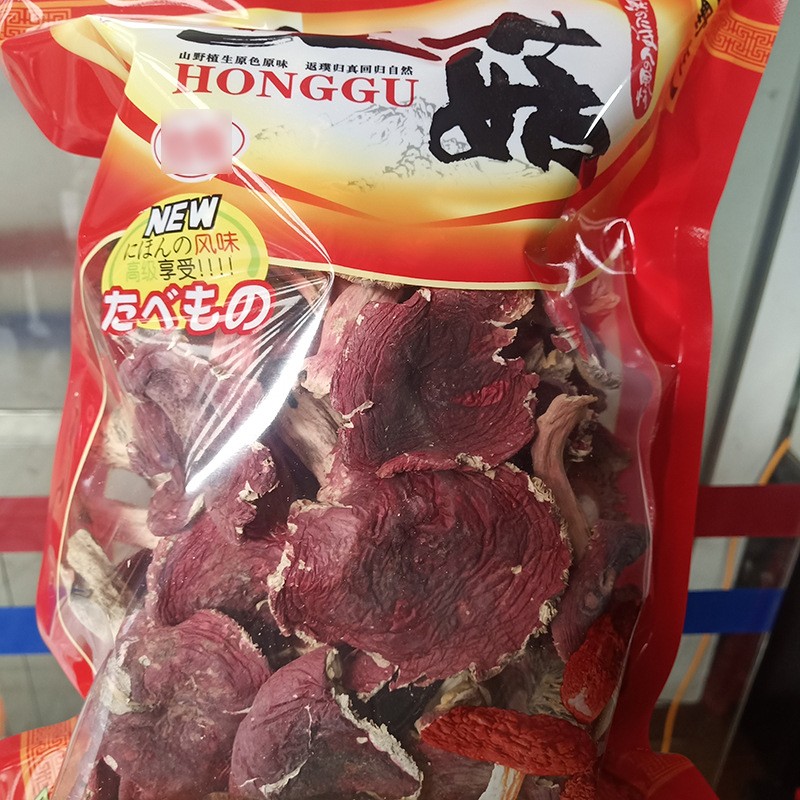 山野植生原色原味 返璞归真回归自然
HONGGU
菇
NEW
にほんの风味
高级享受!!!!
たべもの